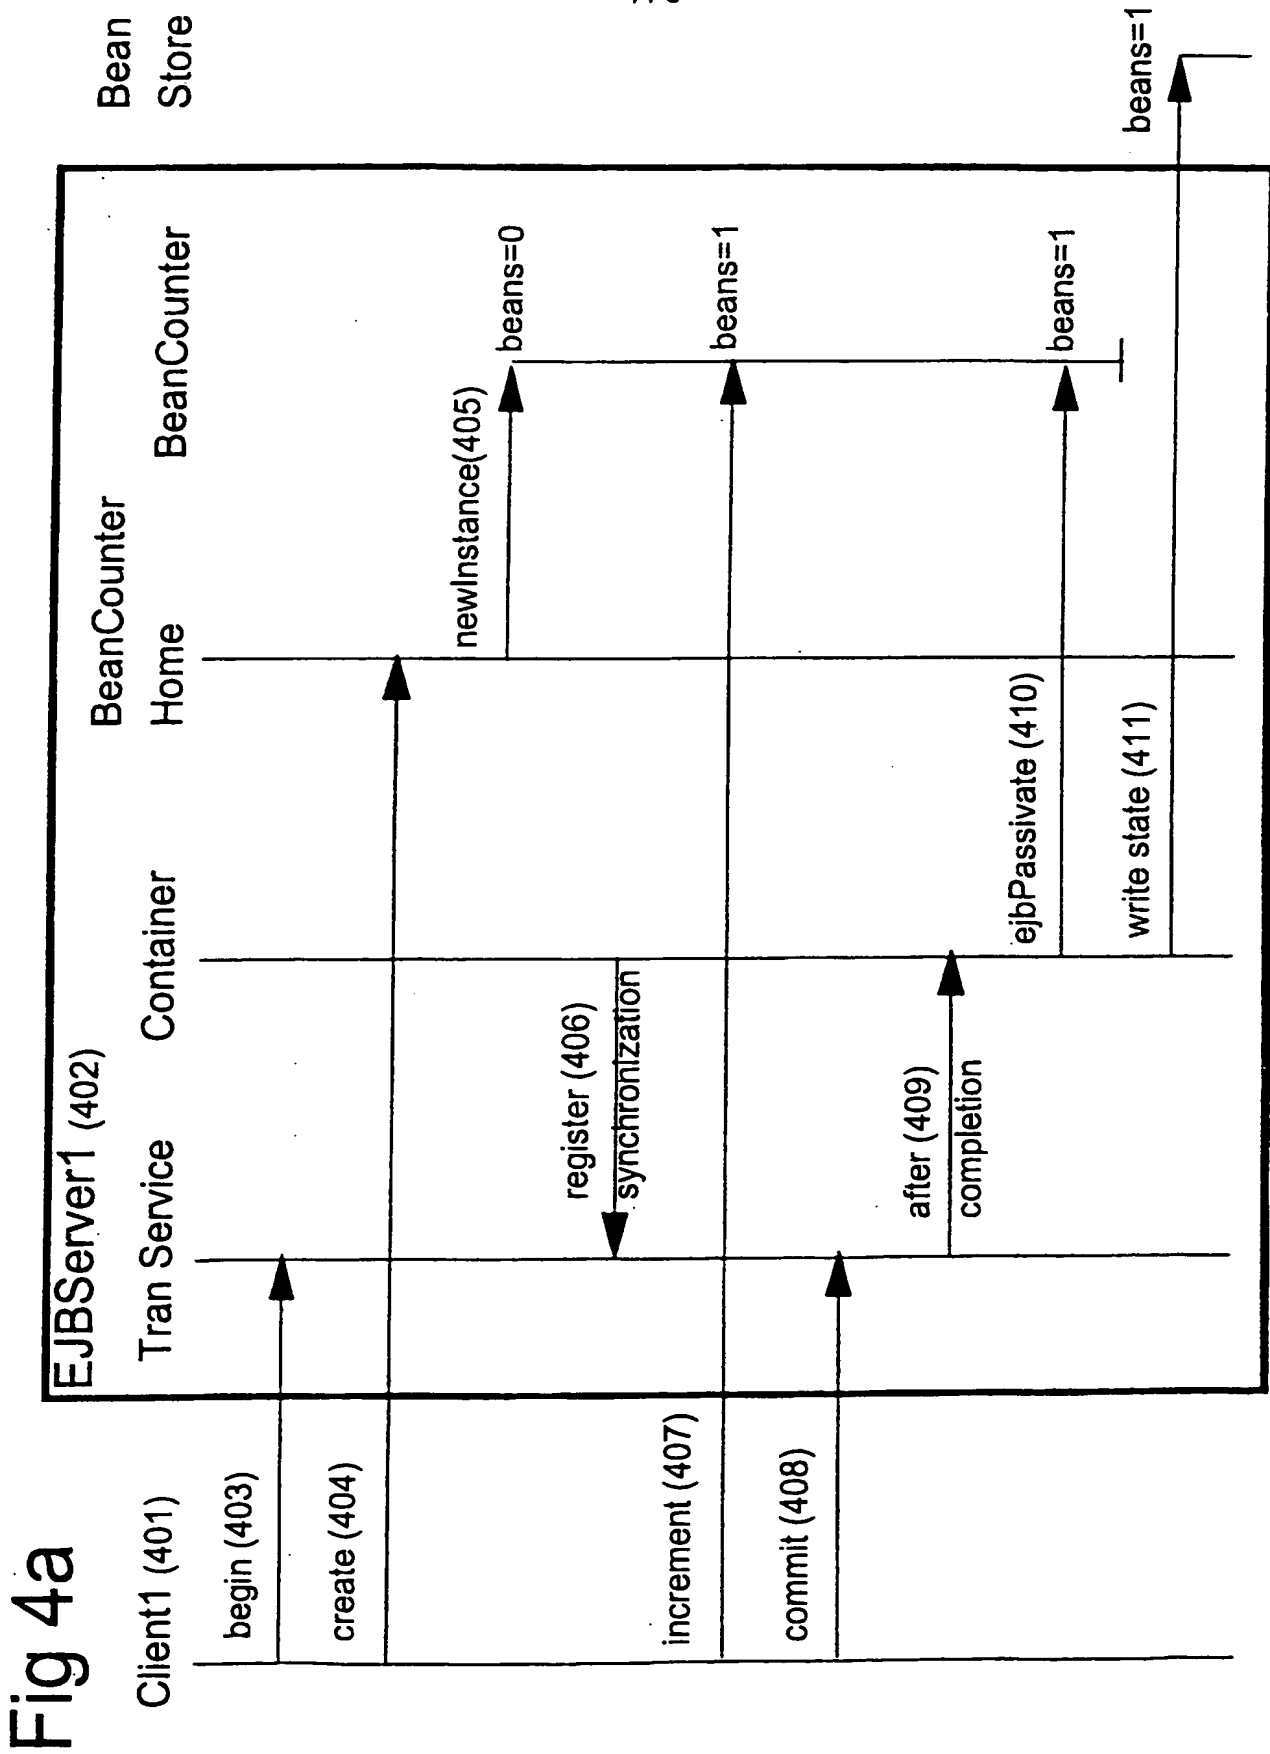 Fig 4a
Client1 (401)
EJBServer1 (402)
Tran Service
Container
BeanCounter
Home
BeanCounter
Bean
Store
begin (403)
create (404)
newInstance(405)
beans=0
register (406)
synchronization
increment (407)
beans=1
commit (408)
after (409)
completion
ejbPassivate (410)
beans=1
write state (411)
beans=1